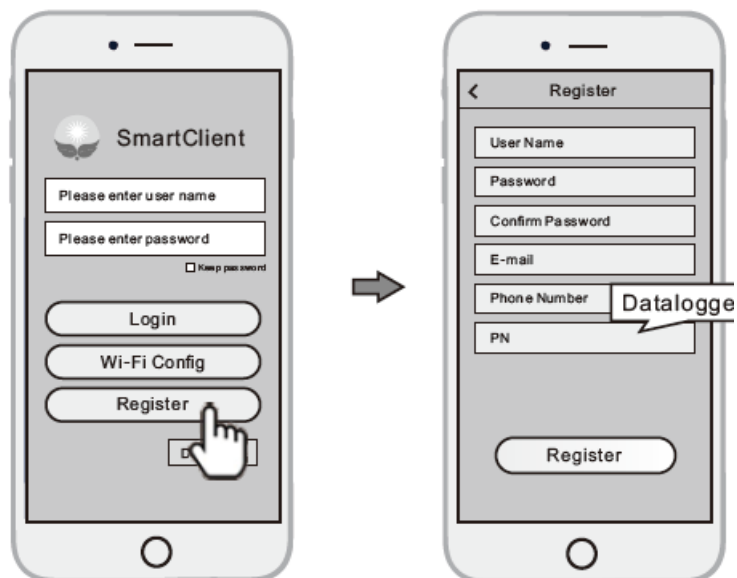 SmartClient
Please enter user name
Please enter password
Keep password
Login
Wi-Fi Config
Register
Register
User Name
Password
Confirm Password
E-mail
Phone Number
PN
Register